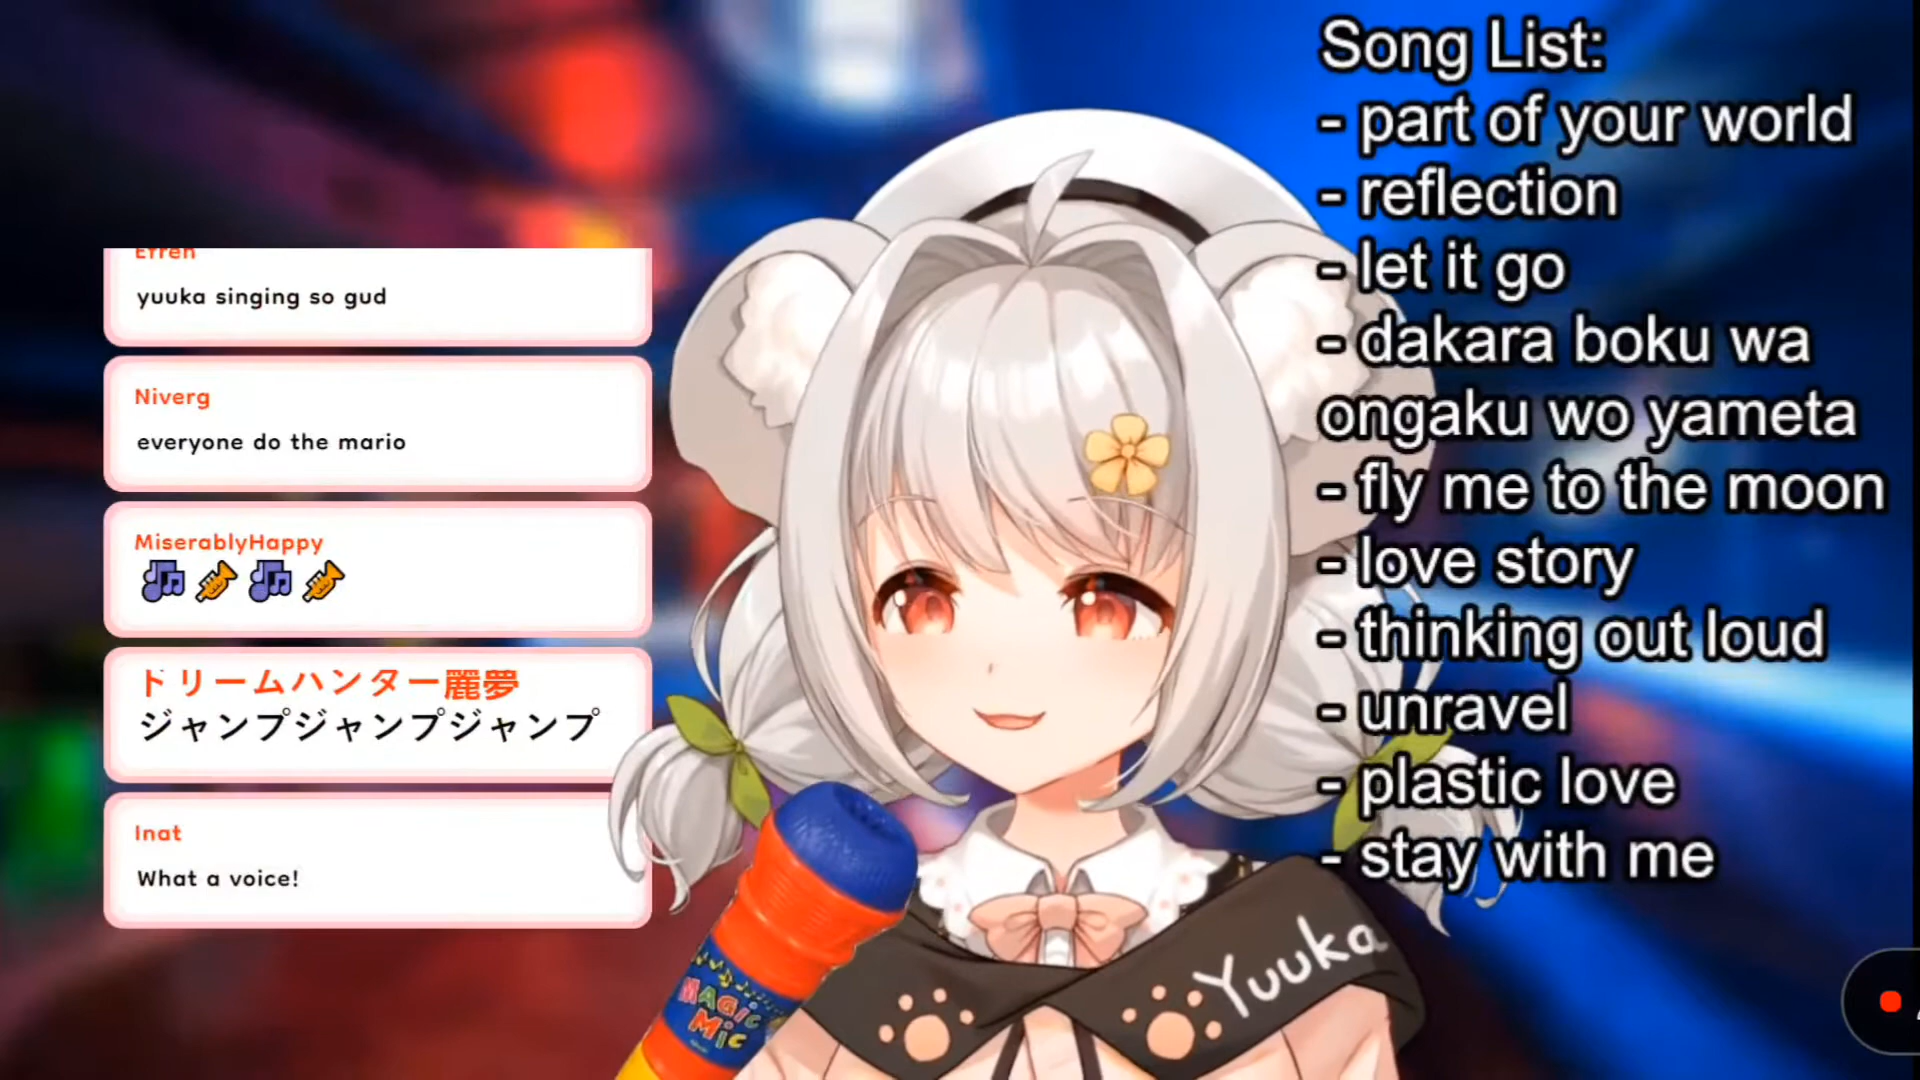 Efren
yuuka singing so gud
Niverg
everyone do the mario
MiserablyHappy
ドリームハンター麗夢
ジャンプジャンプジャンプ
Inat
What a voice!
MAGIC
Mic
Yuuka
Song List:
- part of your world
- reflection
- let it go
- dakara boku wa
ongaku wo yameta
- fly me to the moon
- love story
- thinking out loud
- unravel
- plastic love
- stay with me